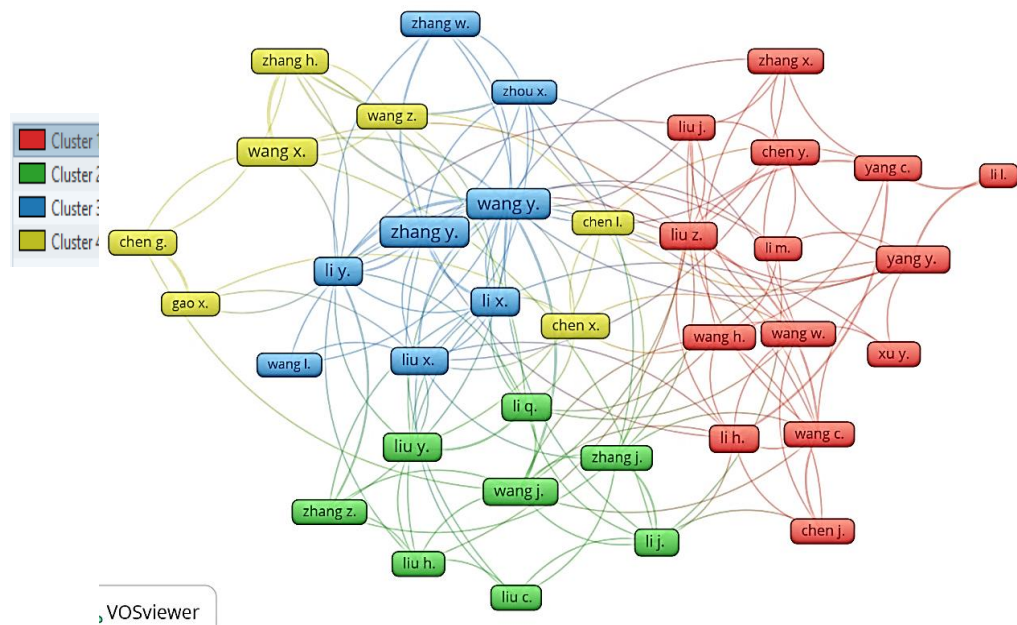 zhang w.
zhang h.
zhang x.
zhou x.
wang z.
liu j.
Cluster 1
wang x.
chen y.
yang c.
Cluster 2
li l.
Cluster 3
wang y.
chen l.
zhang y.
liu z.
Cluster 4
chen g.
li m.
yang y.
li y.
gao x.
li x.
chen x.
wang h.
wang w.
xu y.
wang l.
liu x.
li q.
li h.
wang c.
liu y.
zhang j.
wang j.
zhang z.
chen j.
li j.
liu h.
liu c.
VOSviewer